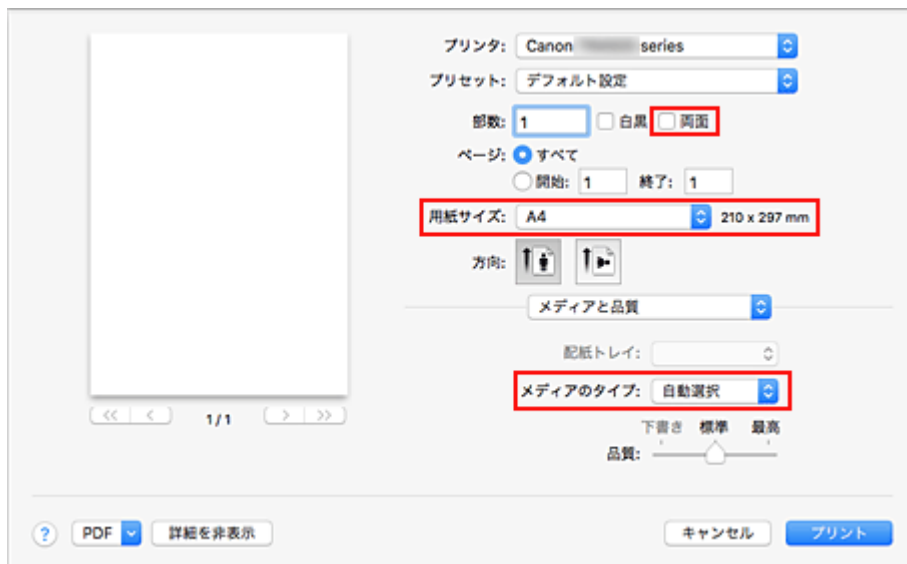 プリンタ: Canon series
プリセット: デフォルト設定
部数: 1 白黒 両面
ページ: すべて
開始: 1 終了: 1
用紙サイズ: A4 210 x 297 mm
方向:
メディアと品質
配紙トレイ:
メディアのタイプ: 自動選択
下書き 標準 最高
品質:
1/1
? PDF 詳細を非表示 キャンセル プリント